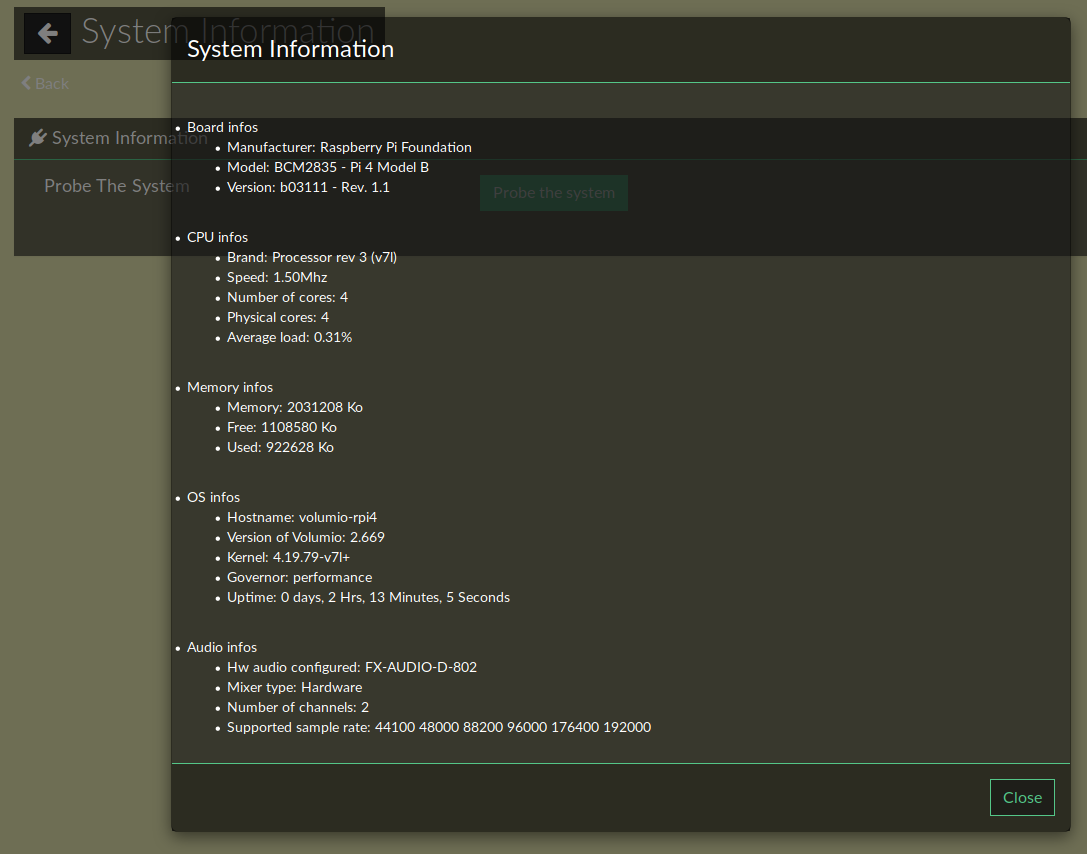 System Information
System Information
Back
System Information
Probe The System
Probe the system
• Board infos
• Manufacturer: Raspberry Pi Foundation
• Model: BCM2835 - Pi 4 Model B
• Version: b03111 - Rev. 1.1
• CPU infos
• Brand: Processor rev 3 (v7l)
• Speed: 1.50Mhz
• Number of cores: 4
• Physical cores: 4
• Average load: 0.31%
• Memory infos
• Memory: 2031208 Ko
• Free: 1108580 Ko
• Used: 922628 Ko
• OS infos
• Hostname: volumio-rpi4
• Version of Volumio: 2.669
• Kernel: 4.19.79-v7l+
• Governor: performance
• Uptime: 0 days, 2 Hrs, 13 Minutes, 5 Seconds
• Audio infos
• Hw audio configured: FX-AUDIO-D-802
• Mixer type: Hardware
• Number of channels: 2
• Supported sample rate: 44100 48000 88200 96000 176400 192000
Close